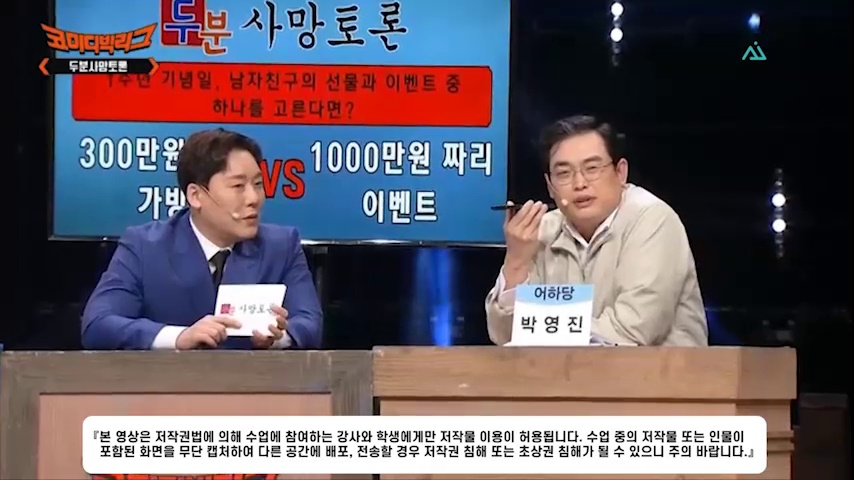 코미디빅리그
두분사망토론
두분 사망토론
1주년 기념일, 남자친구의 선물과 이벤트 중
하나를 고른다면?
300만원
가방
VS
1000만원 짜리
이벤트
두분 사망토론
어하당
박영진
『본 영상은 저작권법에 의해 수업에 참여하는 강사와 학생에게만 저작물 이용이 허용됩니다. 수업 중의 저작물 또는 인물이
포함된 화면을 무단 캡처하여 다른 공간에 배포, 전송할 경우 저작권 침해 또는 초상권 침해가 될 수 있으니 주의 바랍니다.』